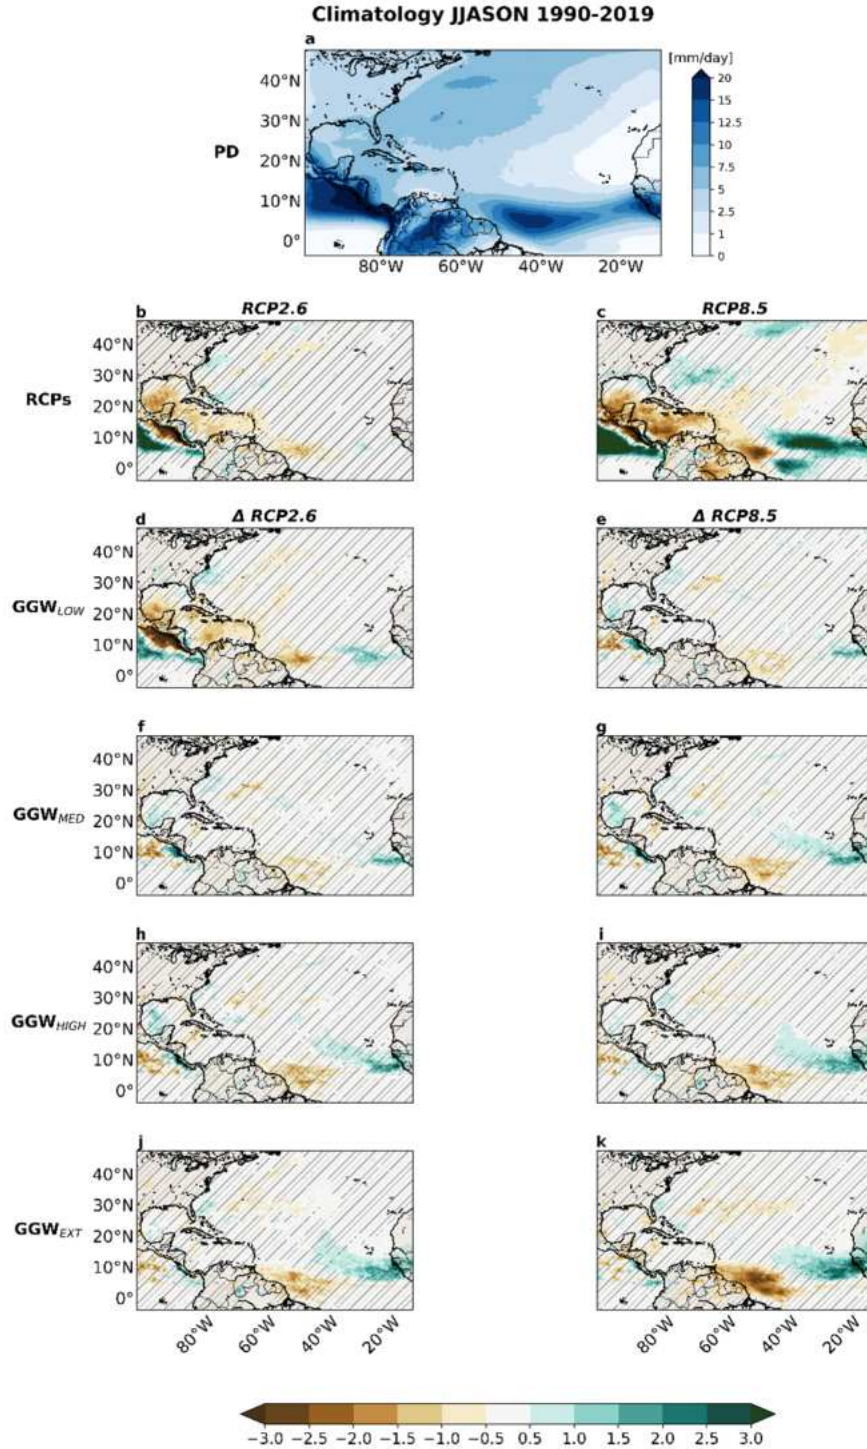 Climatology JJASON 1990-2019
a
[mm/day]
40°N
30°N
20°N
10°N
0°
PD
20
15
12.5
10
7.5
5
2.5
1
0
80°W 60°W 40°W 20°W
b RCP2.6
c RCP8.5
RCPs
40°N
30°N
20°N
10°N
0°
d Δ RCP2.6
e Δ RCP8.5
GGW_LOW
40°N
30°N
20°N
10°N
0°
f
g
GGW_MED
40°N
30°N
20°N
10°N
0°
h
i
GGW_HIGH
40°N
30°N
20°N
10°N
0°
j
k
GGW_EXT
40°N
30°N
20°N
10°N
0°
80°W 60°W 40°W 20°W
80°W 60°W 40°W 20°W
−3.0 −2.5 −2.0 −1.5 −1.0 −0.5 0.5 1.0 1.5 2.0 2.5 3.0